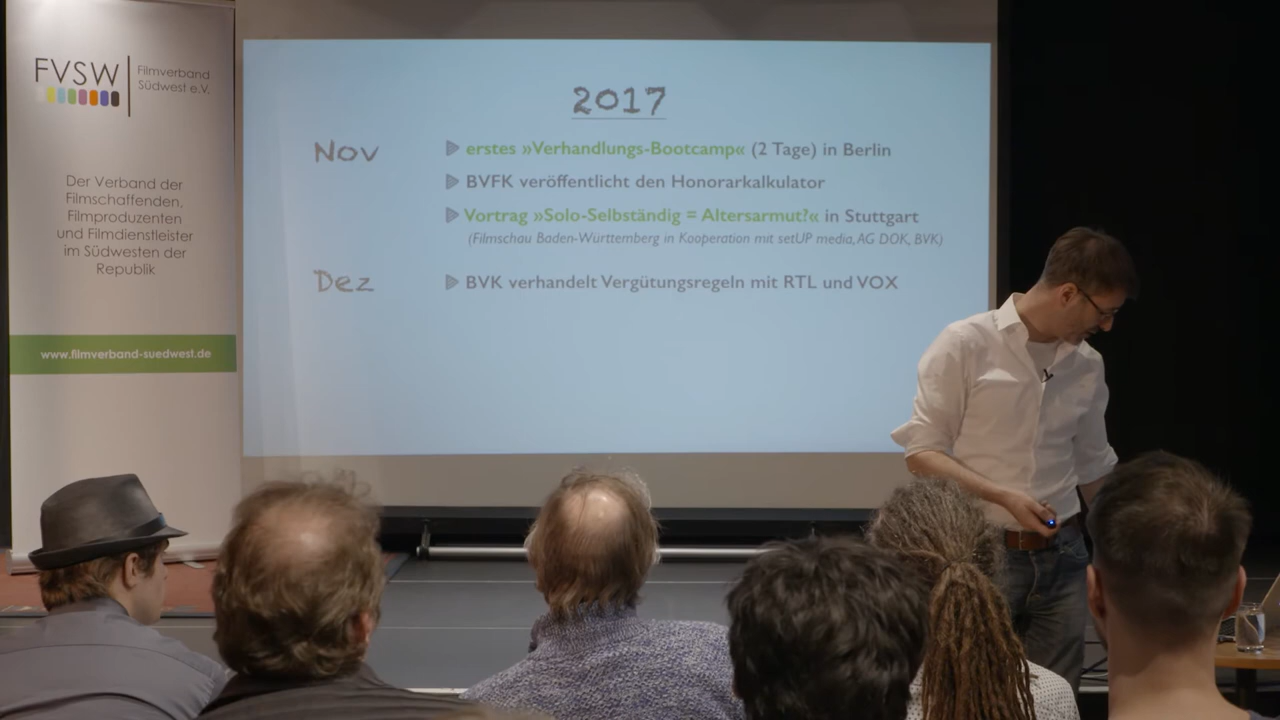 FVSW
Filmverband
Südwest e.V.
Der Verband der
Filmschaffenden,
Filmproduzenten
und Filmdienstleister
im Südwesten der
Republik
www.filmverband-suedwest.de
2017
Nov
erstes »Verhandlungs-Bootcamp« (2 Tage) in Berlin
BVFK veröffentlicht den Honorarkalkulator
Vortrag »Solo-Selbständig = Altersarmut?« in Stuttgart
(Filmschau Baden-Württemberg in Kooperation mit setUP media, AG DOK, BVK)
Dez
BVK verhandelt Vergütungsregeln mit RTL und VOX